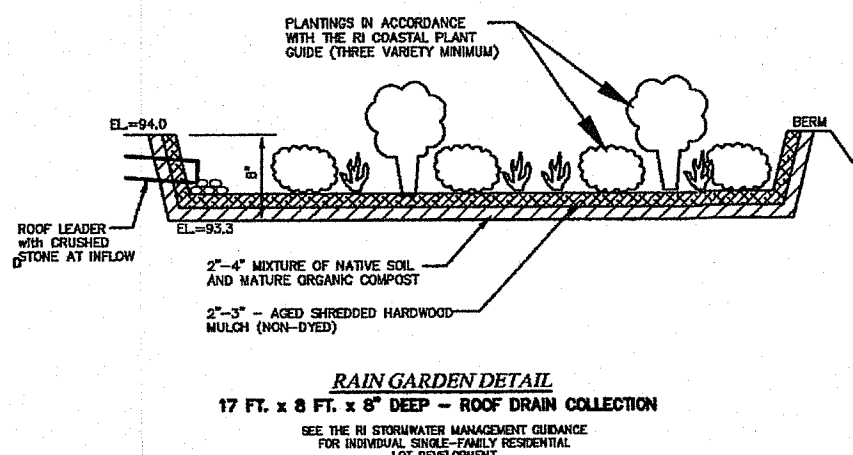 PLANTINGS IN ACCORDANCE
WITH THE RI COASTAL PLANT
GUIDE (THREE VARIETY MINIMUM)
EL.=94.0
BERM
8"
ROOF LEADER
with CRUSHED
STONE AT INFLOW
D
EL.=93.3
2"-4" MIXTURE OF NATIVE SOIL
AND MATURE ORGANIC COMPOST
2"-3" - AGED SHREDDED HARDWOOD
MULCH (NON-DYED)
RAIN GARDEN DETAIL
17 FT. x 8 FT. x 8" DEEP - ROOF DRAIN COLLECTION
SEE THE RI STORMWATER MANAGEMENT GUIDANCE
FOR INDIVIDUAL SINGLE-FAMILY RESIDENTIAL
LOT DEVELOPMENT